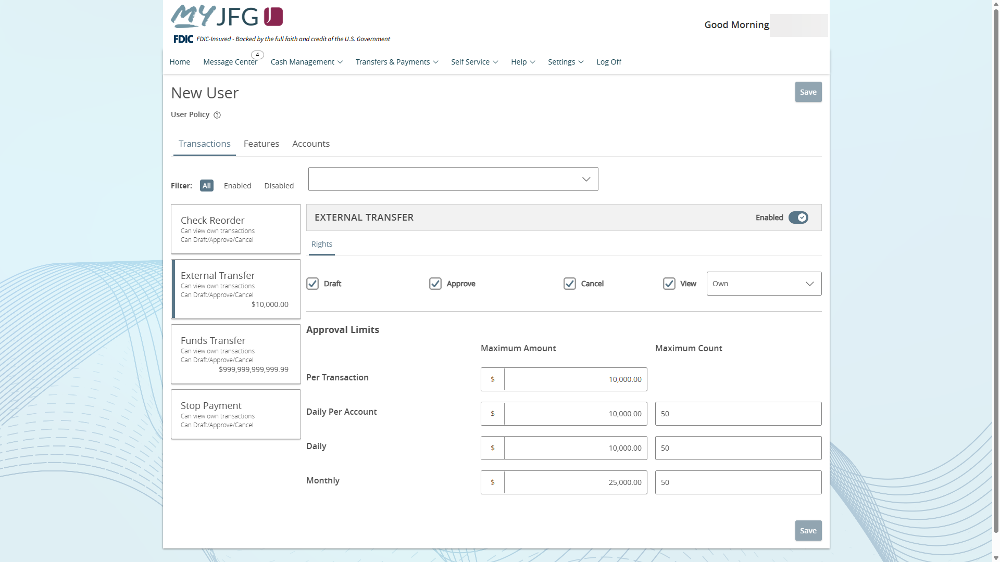 MY JFG
Good Morning
FDIC FDIC-Insured - Backed by the full faith and credit of the U.S. Government
4
Home Message Center Cash Management Transfers & Payments Self Service Help Settings Log Off
New User
Save
User Policy
Transactions Features Accounts
Filter: All Enabled Disabled
Check Reorder
Can view own transactions
Can Draft/Approve/Cancel
External Transfer
Can view own transactions
Can Draft/Approve/Cancel
$10,000.00
Funds Transfer
Can view own transactions
Can Draft/Approve/Cancel
$999,999,999,999.99
Stop Payment
Can view own transactions
Can Draft/Approve/Cancel
EXTERNAL TRANSFER Enabled
Rights
Draft Approve Cancel View Own
Approval Limits
Maximum Amount Maximum Count
Per Transaction $ 10,000.00
Daily Per Account $ 10,000.00 50
Daily $ 10,000.00 50
Monthly $ 25,000.00 50
Save